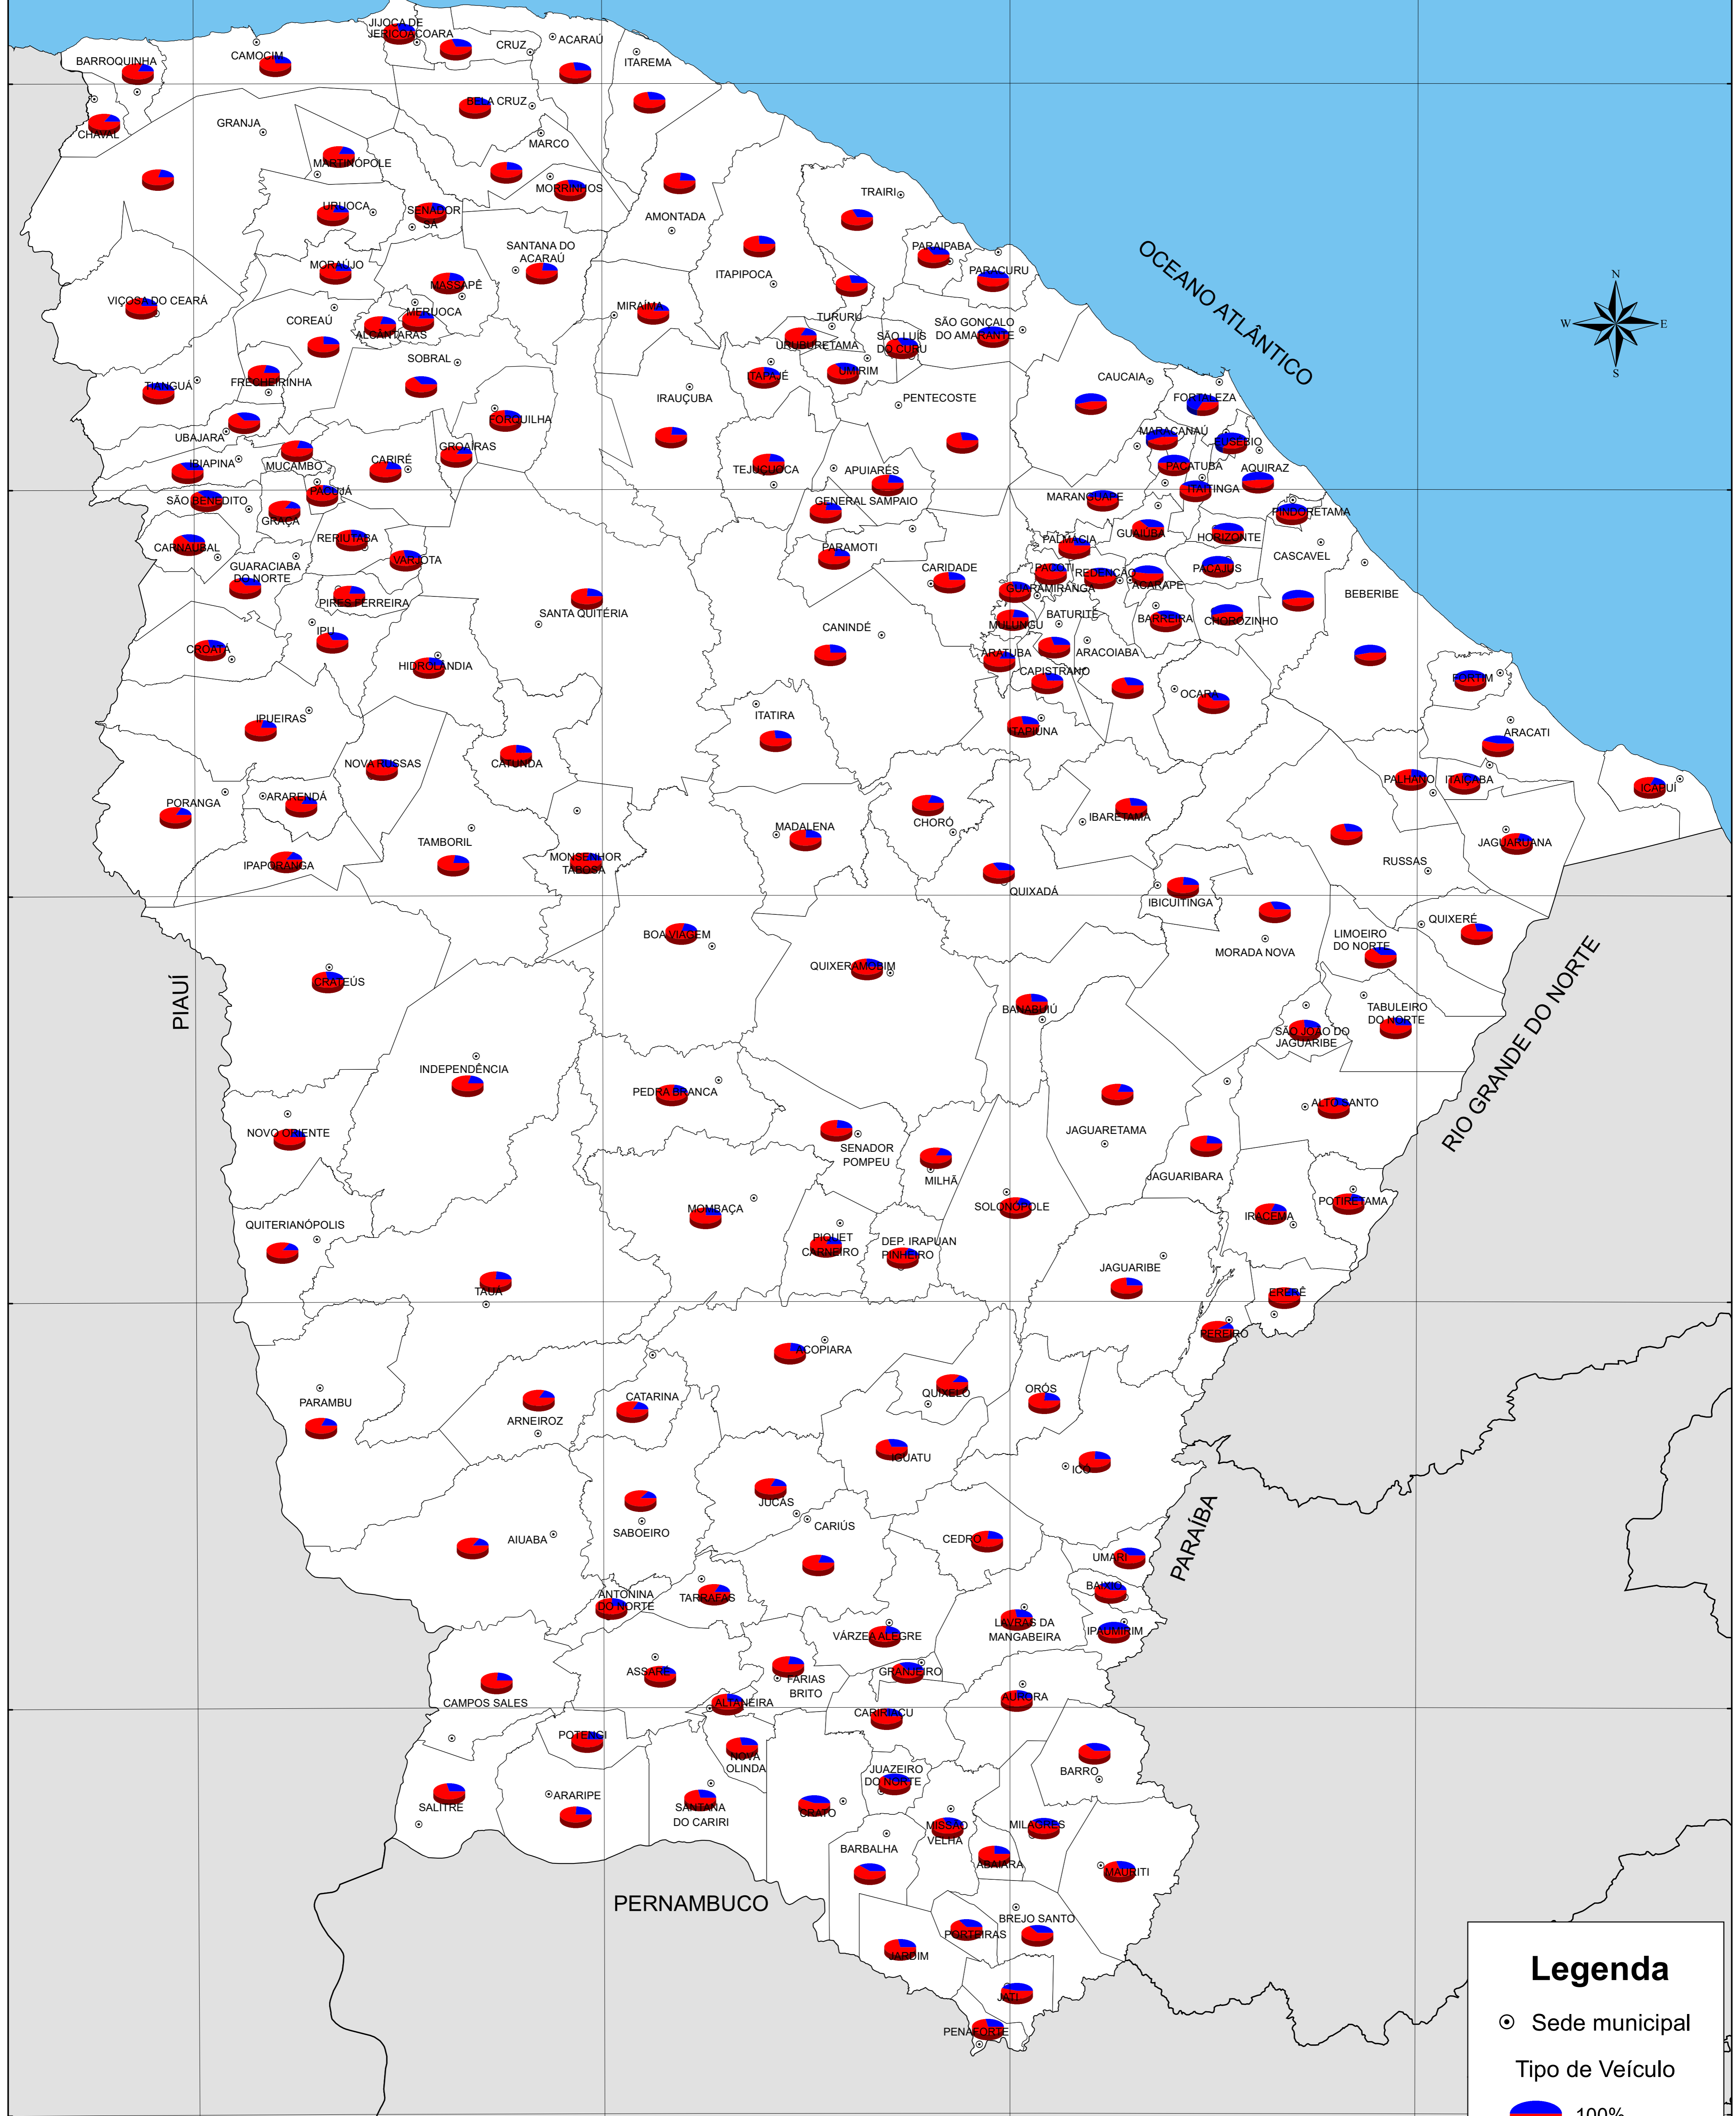 JIJOCA DE
JERICOACOARA
CRUZ
ACARAÚ
ITAREMA
BARROQUINHA
CAMOCIM
BELA CRUZ
CHAVAL
GRANJA
MARCO
MARTINÓPOLE
MORRINHOS
TRAIRI
URUOCA
SENADOR
SÁ
AMONTADA
SANTANA DO
ACARAÚ
PARAIPABA
OCEANO ATLÂNTICO
N
W
E
S
MORAÚJO
ITAPIPOCA
PARACURU
MASSAPÊ
VIÇOSA DO CEARÁ
MIRAÍMA
MERUOCA
COREAÚ
TURURU
SÃO GONÇALO
DO AMARANTE
ALCÂNTARAS
URUBURETAMA
SÃO LUÍS
DO CURU
SOBRAL
ITAPAJÉ
UMIRIM
CAUCAIA
TIANGUÁ
FRECHEIRINHA
IRAUÇUBA
PENTECOSTE
FORTALEZA
FORQUILHA
MARACANAÚ
UBAJARA
EUSÉBIO
GROAÍRAS
IBIAPINA
MUCAMBO
CARIRÉ
TEJUÇUOCA
APUIARÉS
PACATUBA
AQUIRAZ
PACUJÁ
ITAITINGA
SÃO BENEDITO
GENERAL SAMPAIO
MARANGUAPE
PINDORETAMA
GRAÇA
GUAIÚBA
HORIZONTE
RERIUTABA
PALMÁCIA
CARNAUBAL
PARAMOTI
CASCAVEL
VARJOTA
GUARACIABA
DO NORTE
CARIDADE
PACOTI
REDENÇÃO
PACAJUS
ACARAPE
GUARAMIRANGA
BEBERIBE
PIRES FERREIRA
SANTA QUITÉRIA
BATURITÉ
BARREIRA
CHOROZINHO
MULUNGU
IPU
CANINDÉ
CROATÁ
ARATUBA
ARACOIABA
HIDROLÂNDIA
CAPISTRANO
FORTIM
OCARA
IPUEIRAS
ITATIRA
ITAPIÚNA
ARACATI
NOVA RUSSAS
CATUNDA
PALHANO
ITAIÇABA
ICAPUÍ
PORANGA
ARARENDÁ
CHORÓ
IBARETAMA
MADALENA
TAMBORIL
JAGUARUANA
IPAPORANGA
MONSENHOR
TABOSA
RUSSAS
QUIXADÁ
IBICUITINGA
QUIXERÉ
LIMOEIRO
DO NORTE
BOA VIAGEM
MORADA NOVA
QUIXERAMOBIM
CRATEÚS
PIAUÍ
BANABUIÚ
TABULEIRO
DO NORTE
SÃO JOÃO DO
JAGUARIBE
RIO GRANDE DO NORTE
INDEPENDÊNCIA
PEDRA BRANCA
ALTO SANTO
NOVO ORIENTE
JAGUARETAMA
SENADOR
POMPEU
MILHÃ
JAGUARIBARA
POTIRETAMA
MOMBAÇA
SOLONÓPOLE
IRACEMA
QUITERIANÓPOLIS
PIQUET
CARNEIRO
DEP. IRAPUAN
PINHEIRO
JAGUARIBE
TAUÁ
ERERÊ
PEREIRO
ACOPIARA
QUIXELÔ
ORÓS
CATARINA
PARAMBU
ARNEIROZ
IGUATU
ICÓ
JUCÁS
CARIÚS
SABOEIRO
AIUABA
CEDRO
UMARI
PARAÍBA
BAIXIO
ANTONINA
DO NORTE
TARRAFAS
LAVRAS DA
MANGABEIRA
IPAUMIRIM
VÁRZEA ALEGRE
ASSARÉ
GRANJEIRO
FARIAS
BRITO
CAMPOS SALES
ALTANEIRA
AURORA
CARIRIAÇU
POTENGI
NOVA
OLINDA
BARRO
JUAZEIRO
DO NORTE
ARARIPE
SALITRE
SANTANA
DO CARIRI
CRATO
MISSÃO
VELHA
MILAGRES
BARBALHA
ABAIARA
MAURITI
PERNAMBUCO
BREJO SANTO
PORTEIRAS
JARDIM
JATI
PENAFORTE
Legenda
Sede municipal
Tipo de Veículo
100%